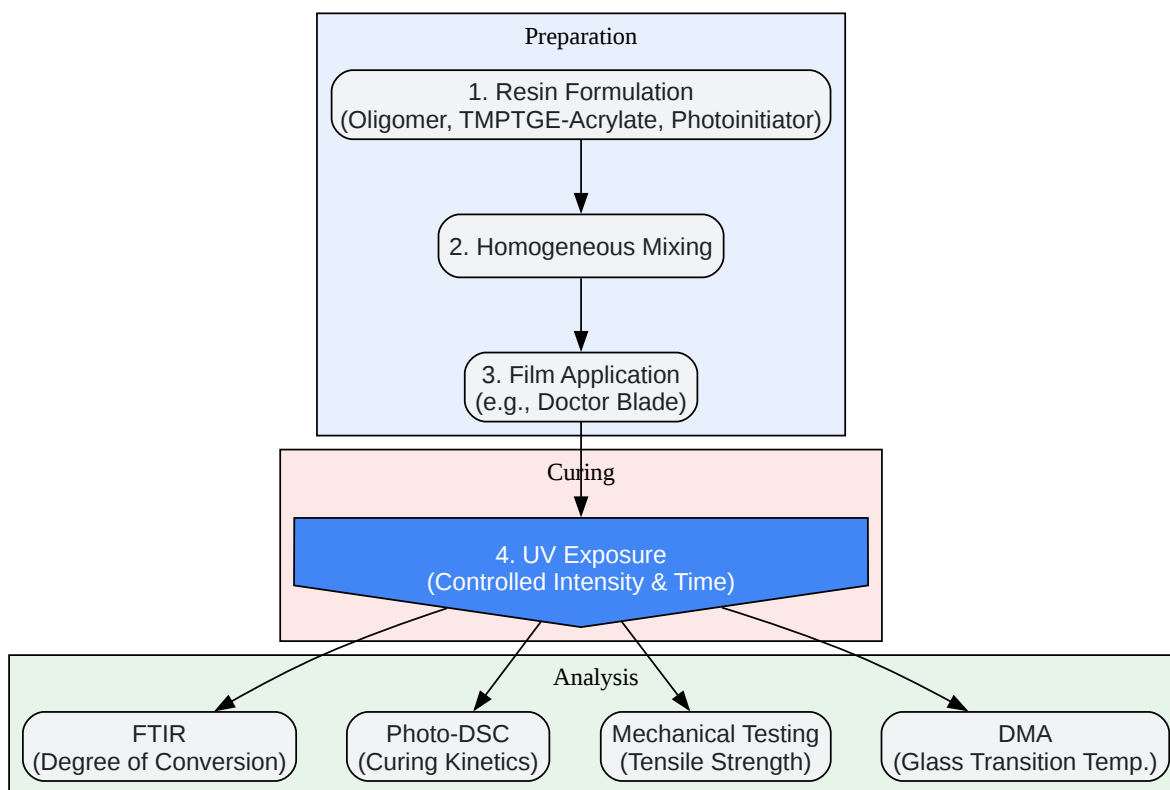 Preparation
1. Resin Formulation
(Oligomer, TMPTGE-Acrylate, Photoinitiator)
2. Homogeneous Mixing
3. Film Application
(e.g., Doctor Blade)
Curing
4. UV Exposure
(Controlled Intensity & Time)
Analysis
FTIR
(Degree of Conversion)
Photo-DSC
(Curing Kinetics)
Mechanical Testing
(Tensile Strength)
DMA
(Glass Transition Temp.)